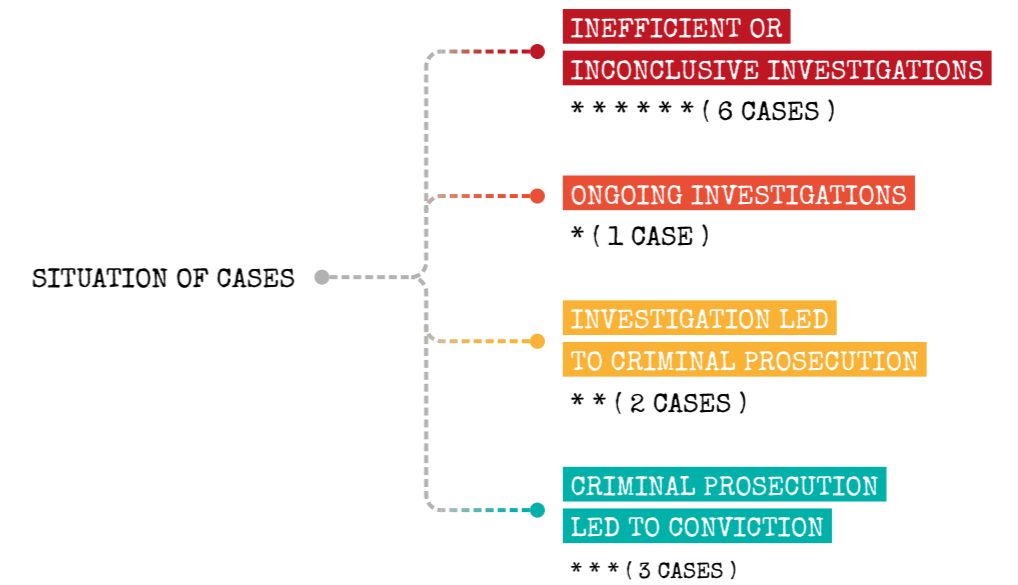 SITUATION OF CASES
INEFFICIENT OR
INCONCLUSIVE INVESTIGATIONS
* * * * * * ( 6 CASES )
ONGOING INVESTIGATIONS
* ( 1 CASE )
INVESTIGATION LED
TO CRIMINAL PROSECUTION
* * ( 2 CASES )
CRIMINAL PROSECUTION
LED TO CONVICTION
* * * ( 3 CASES )